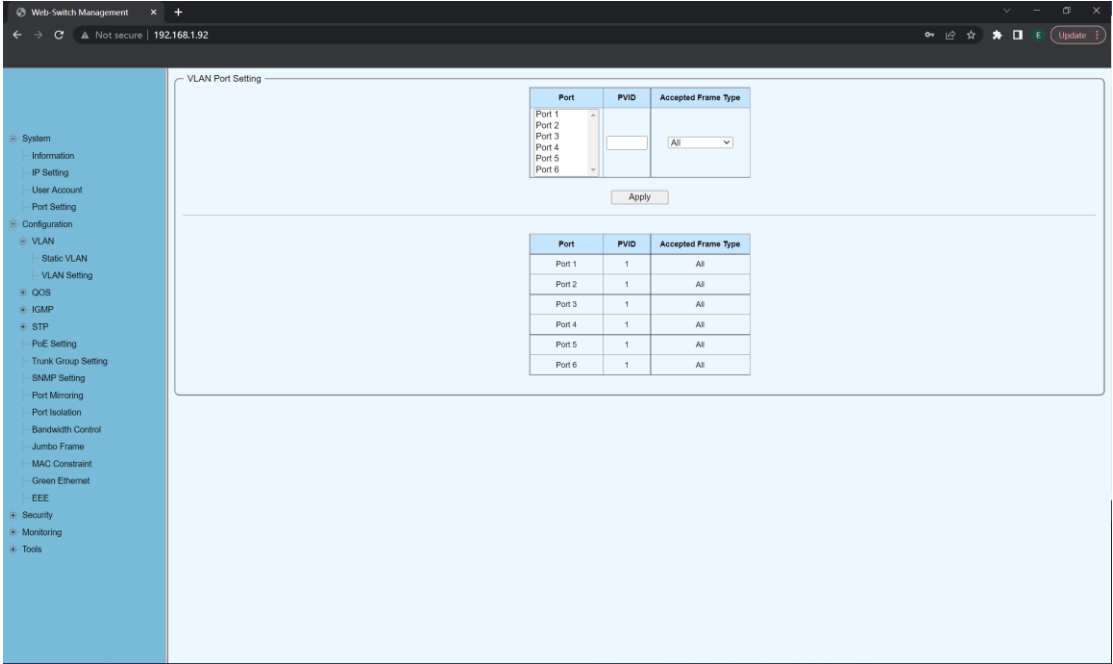 Web-Switch Management
Not secure 192.168.1.92
E Update
VLAN Port Setting
Port PVID Accepted Frame Type
Port 1
Port 2
Port 3
Port 4
Port 5
Port 6
All
Apply
Port PVID Accepted Frame Type
Port 1 1 All
Port 2 1 All
Port 3 1 All
Port 4 1 All
Port 5 1 All
Port 6 1 All
System
Information
IP Setting
User Account
Port Setting
Configuration
VLAN
Static VLAN
VLAN Setting
QOS
IGMP
STP
PoE Setting
Trunk Group Setting
SNMP Setting
Port Mirroring
Port Isolation
Bandwidth Control
Jumbo Frame
MAC Constraint
Green Ethernet
EEE
Security
Monitoring
Tools